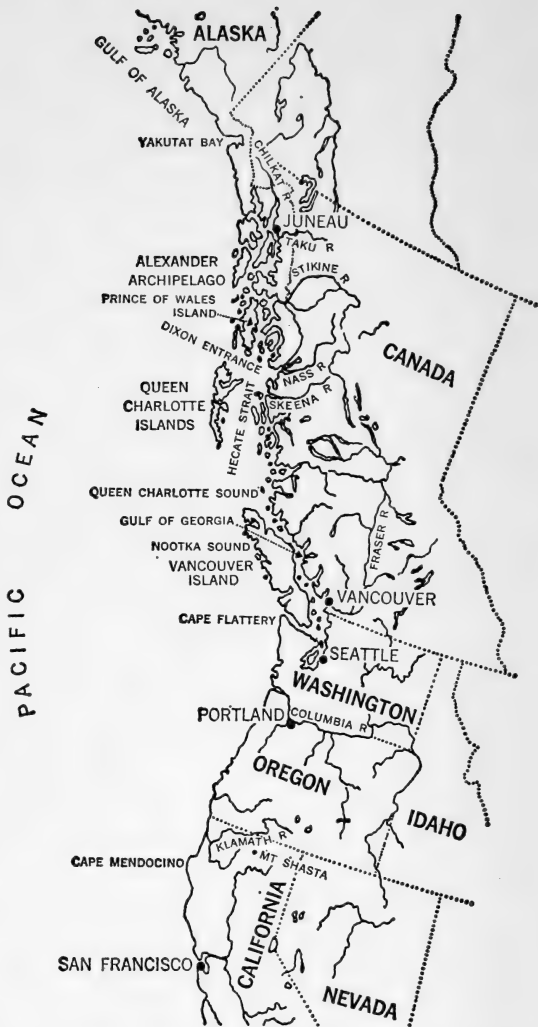 ALASKA
GULF OF ALASKA
YAKUTAT BAY
CHILKAT R
JUNEAU
TAKU R
STIKINE R
ALEXANDER
ARCHIPELAGO
PRINCE OF WALES
ISLAND
DIXON ENTRANCE
CANADA
NASS R
SKEENA R
QUEEN
CHARLOTTE
ISLANDS
HECATE STRAIT
PACIFIC OCEAN
QUEEN CHARLOTTE SOUND
GULF OF GEORGIA
NOOTKA SOUND
VANCOUVER
ISLAND
FRASER R
VANCOUVER
CAPE FLATTERY
SEATTLE
WASHINGTON
PORTLAND
COLUMBIA R
OREGON
IDAHO
KLAMATH R
MT SHASTA
CAPE MENDOCINO
CALIFORNIA
SAN FRANCISCO
NEVADA